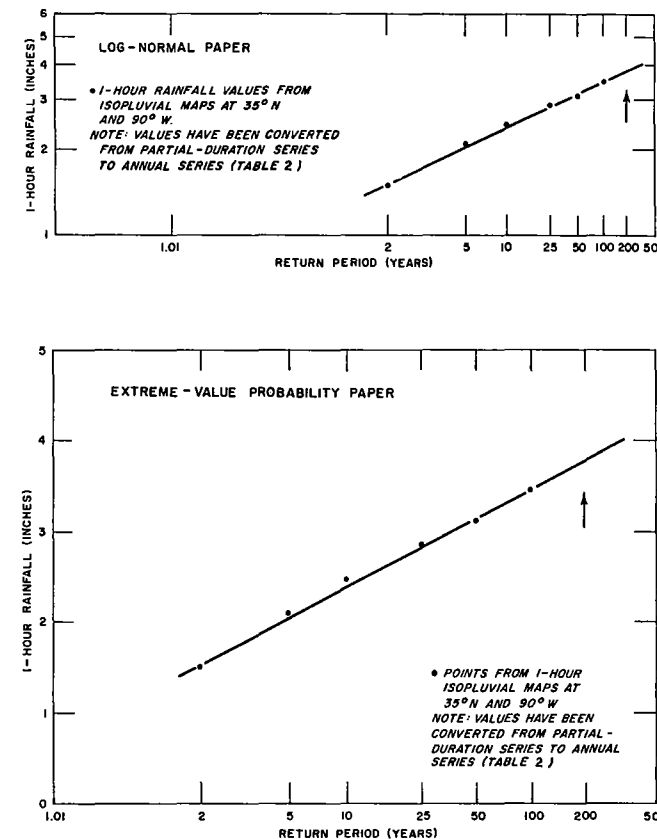 LOG-NORMAL PAPER
• 1-HOUR RAINFALL VALUES FROM
ISOPLUVIAL MAPS AT 35°N
AND 90°W.
NOTE: VALUES HAVE BEEN CONVERTED
FROM PARTIAL-DURATION SERIES
TO ANNUAL SERIES (TABLE 2)
1-HOUR RAINFALL (INCHES)
6
5
4
3
2
1
1.01 2 5 10 25 50 100 200 50
RETURN PERIOD (YEARS)
EXTREME-VALUE PROBABILITY PAPER
1-HOUR RAINFALL (INCHES)
5
4
3
2
1
0
• POINTS FROM 1-HOUR
ISOPLUVIAL MAPS AT
35°N AND 90°W
NOTE: VALUES HAVE BEEN
CONVERTED FROM PARTIAL-
DURATION SERIES TO ANNUAL
SERIES (TABLE 2)
1.01 2 5 10 25 50 100 200 50
RETURN PERIOD (YEARS)